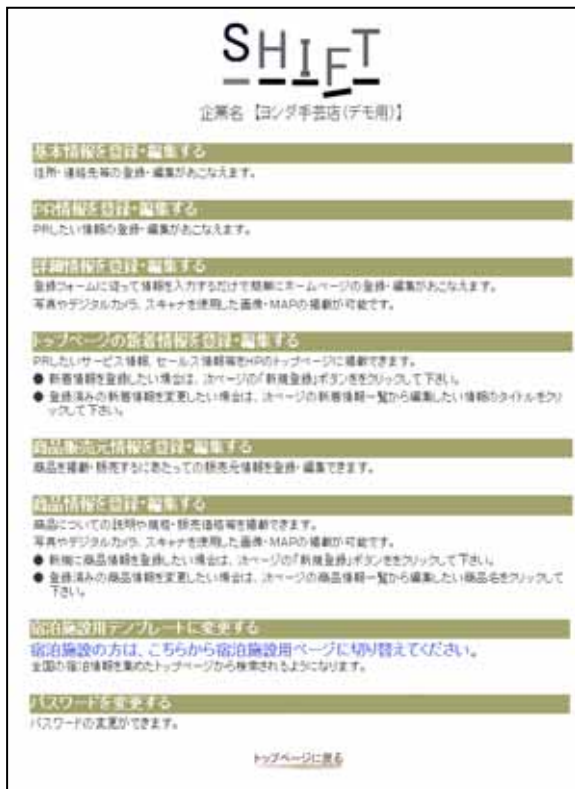 SHIFT
企業名 【ヨシダ手芸店(デモ用)】
基本情報を登録・編集する
住所・連絡先等の登録・編集がおこなえます。
PR情報を登録・編集する
PRしたい情報の登録・編集がおこなえます。
詳細情報を登録・編集する
登録フォームに従って情報を入力するだけで簡単にホームページの登録・編集がおこなえます。
写真やデジタルカメラ、スキャナを使用した画像・MAPの掲載が可能です。
トップページの新着情報を登録・編集する
PRしたいサービス情報、セールス情報等をHPのトップページに掲載できます。
● 新着情報を登録したい場合は、次ページの「新規登録」ボタンををクリックして下さい。
● 登録済みの新着情報を変更したい場合は、次ページの新着情報一覧から編集したい情報のタイトルをクリ
ックして下さい。
商品販売元情報を登録・編集する
商品を掲載・販売するにあたっての販売元情報を登録・編集できます。
商品情報を登録・編集する
商品についての説明や規格・販売価格等を掲載できます。
写真やデジタルカメラ、スキャナを使用した画像・MAPの掲載が可能です。
● 新規に商品情報を登録したい場合は、次ページの「新規登録」ボタンををクリックして下さい。
● 登録済みの商品情報を変更したい場合は、次ページの商品情報一覧から編集したい商品名をクリックして
下さい。
宿泊施設用テンプレートに変更する
宿泊施設の方は、こちらから宿泊施設用ページに切り替えてください。
全国の宿泊情報を集めたトップページから検索されるようになります。
パスワードを変更する
パスワードの変更ができます。
トップページに戻る